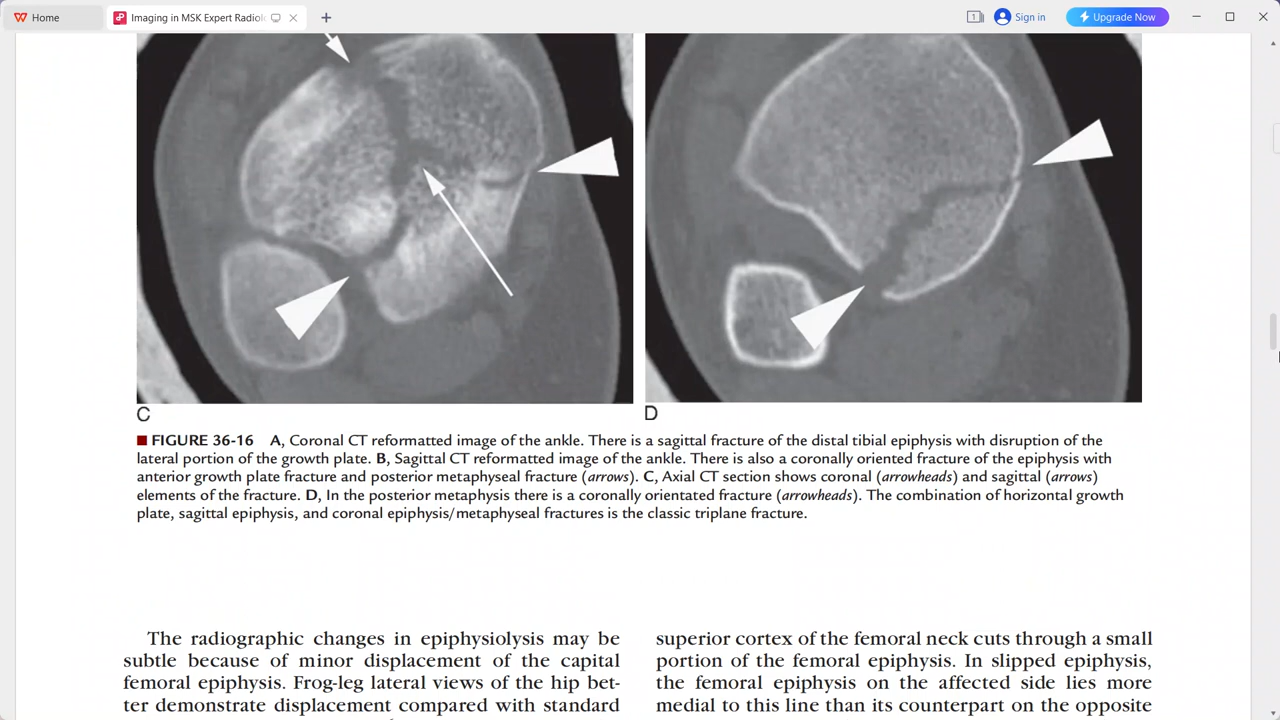 Home
Imaging in MSK Expert Radiolo
1
Sign in
Upgrade Now
C
D
FIGURE 36-16 A, Coronal CT reformatted image of the ankle. There is a sagittal fracture of the distal tibial epiphysis with disruption of the
lateral portion of the growth plate. B, Sagittal CT reformatted image of the ankle. There is also a coronally oriented fracture of the epiphysis with
anterior growth plate fracture and posterior metaphyseal fracture (arrows). C, Axial CT section shows coronal (arrowheads) and sagittal (arrows)
elements of the fracture. D, In the posterior metaphysis there is a coronally orientated fracture (arrowheads). The combination of horizontal growth
plate, sagittal epiphysis, and coronal epiphysis/metaphyseal fractures is the classic triplane fracture.
The radiographic changes in epiphysiolysis may be
subtle because of minor displacement of the capital
femoral epiphysis. Frog-leg lateral views of the hip bet-
ter demonstrate displacement compared with standard
superior cortex of the femoral neck cuts through a small
portion of the femoral epiphysis. In slipped epiphysis,
the femoral epiphysis on the affected side lies more
medial to this line than its counterpart on the opposite